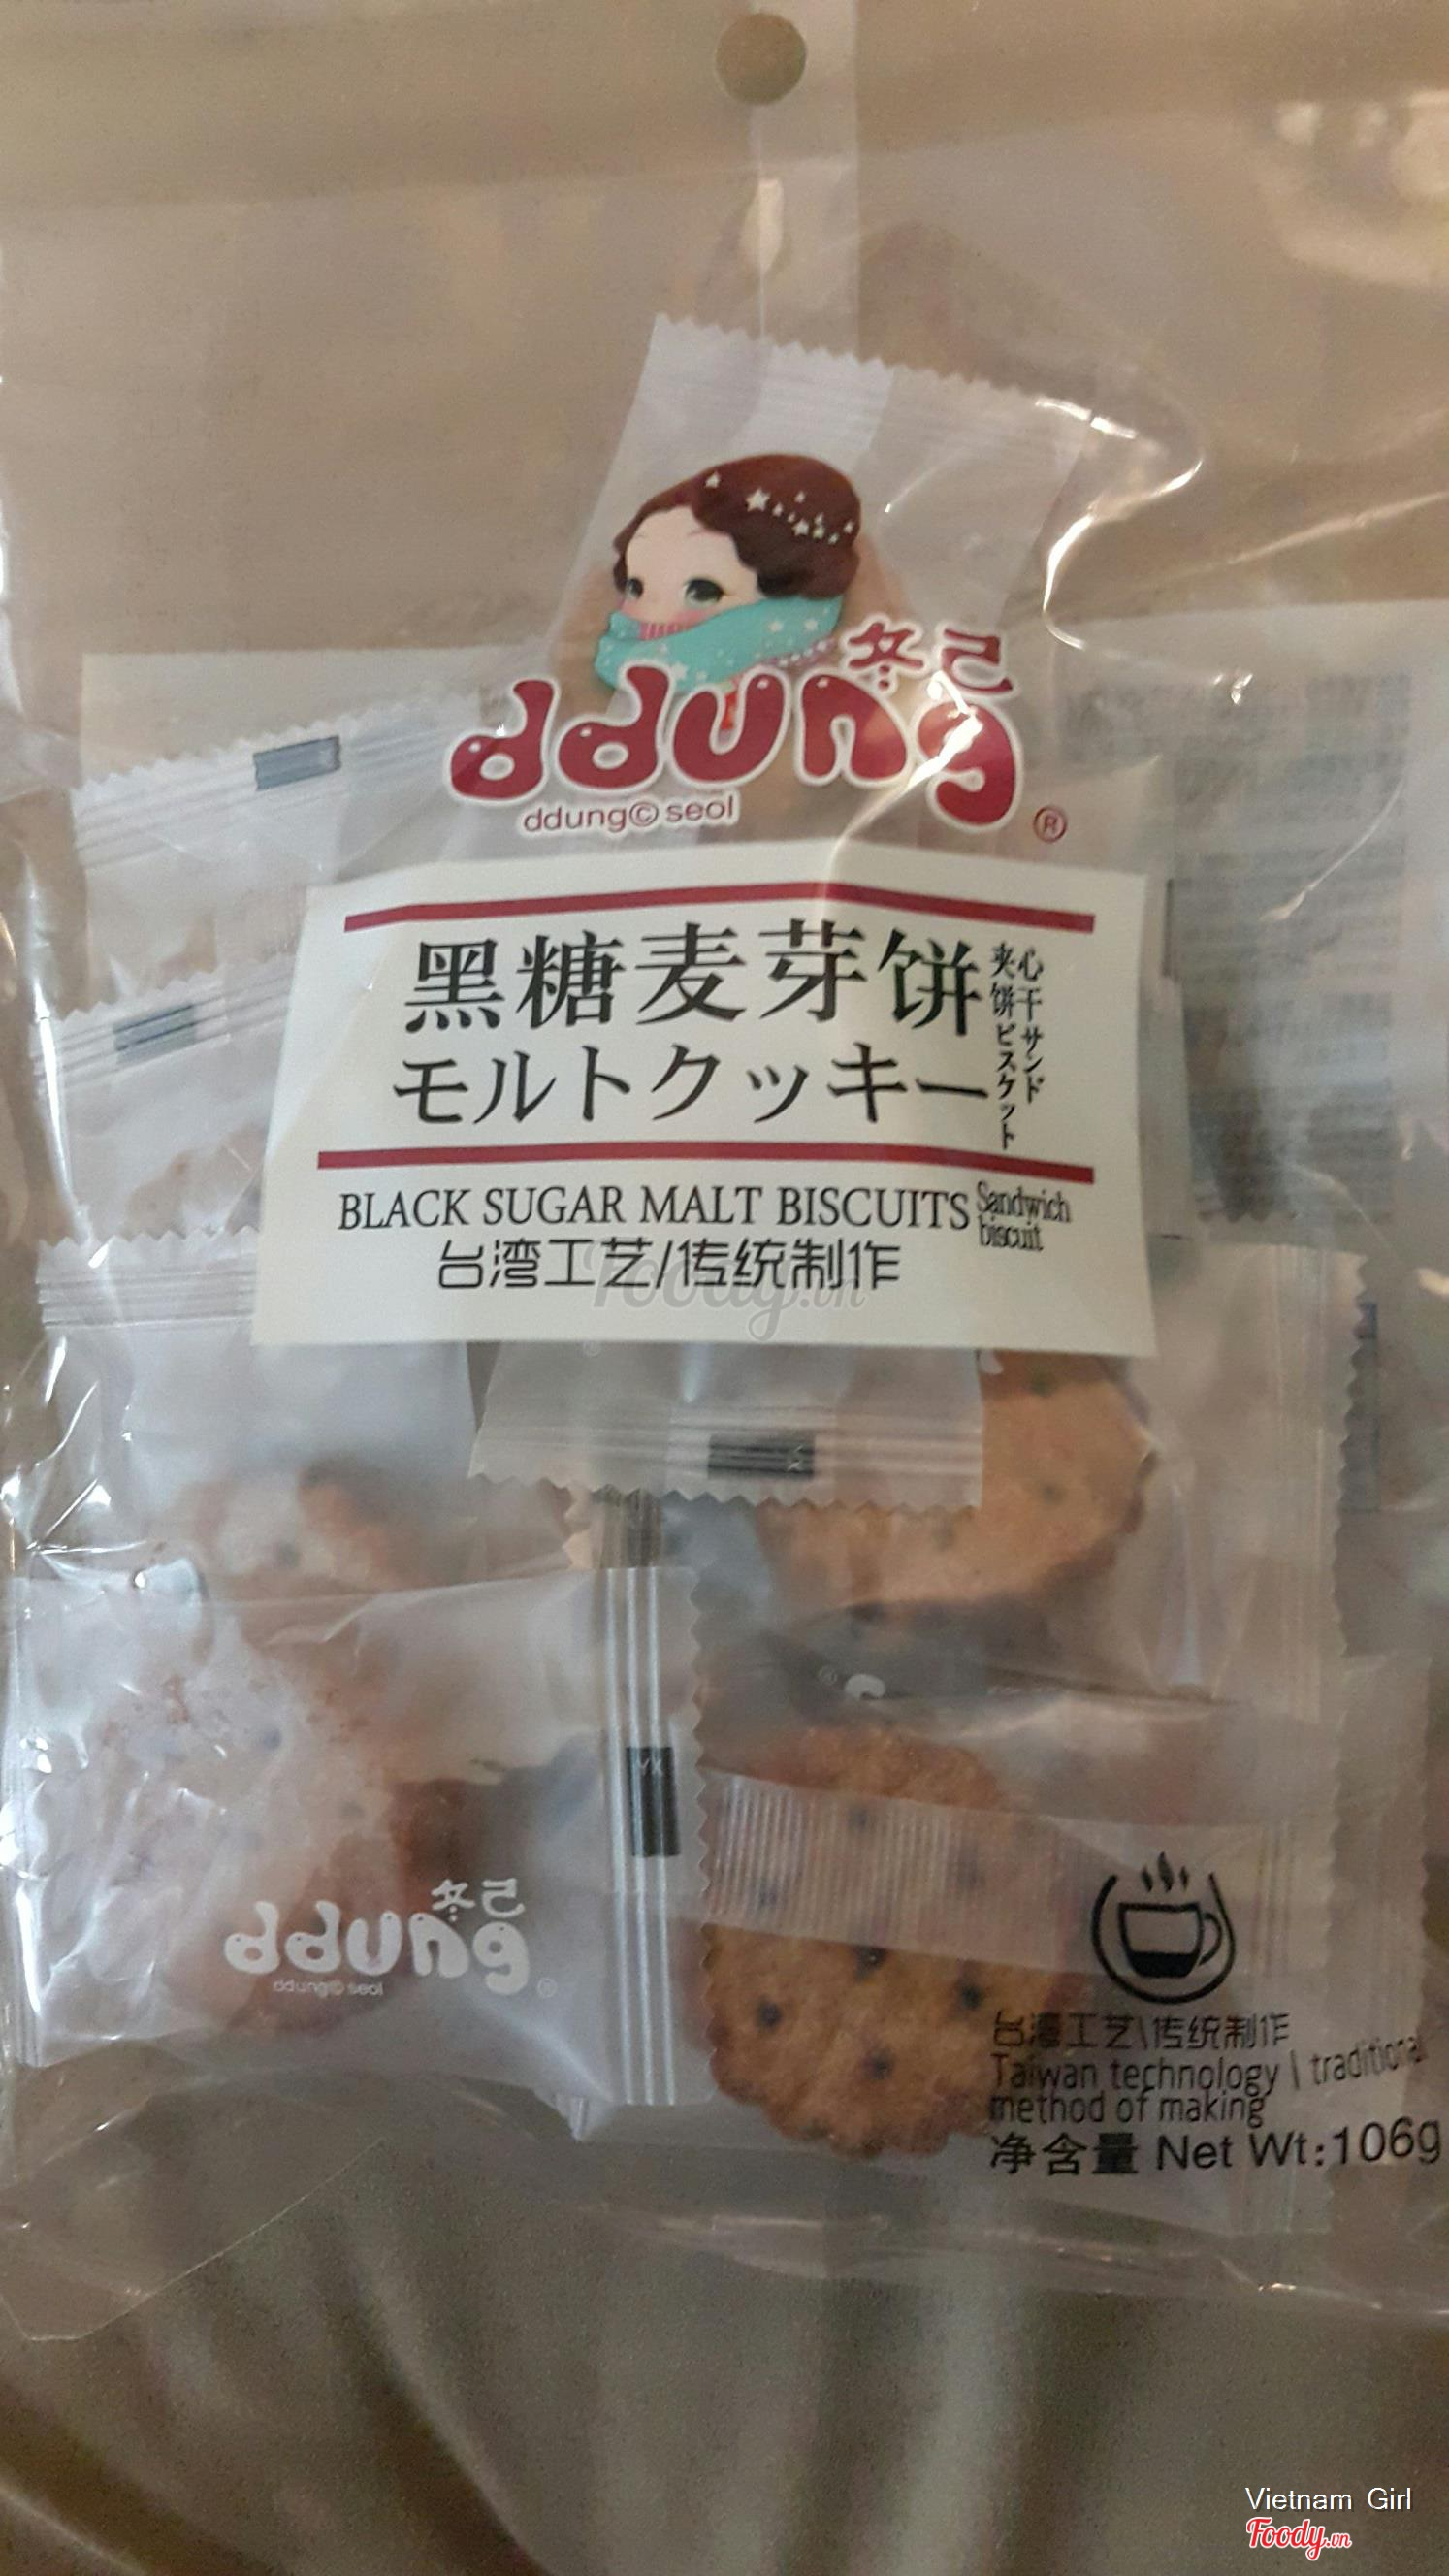 冬己
ddung
ddung©seol
®
黑糖麦芽饼
モルトクッキー
夹心
饼干
サンド
ビスケット
BLACK SUGAR MALT BISCUITS
Sandwich
biscuit
台湾工艺/传统制作
Foody.vn
冬己
ddung
ddung©seol
®
台湾工艺\传统制作
Taiwan technology | traditional
method of making
净含量 Net Wt:106g
Vietnam Girl
Foody.vn